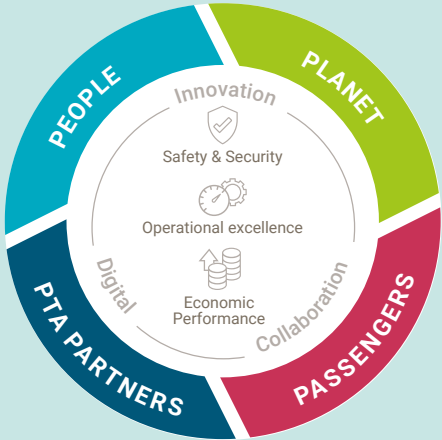 PEOPLE
PLANET
Innovation
Safety & Security
Operational excellence
Digital
Economic
Performance
Collaboration
PTA PARTNERS
PASSENGERS